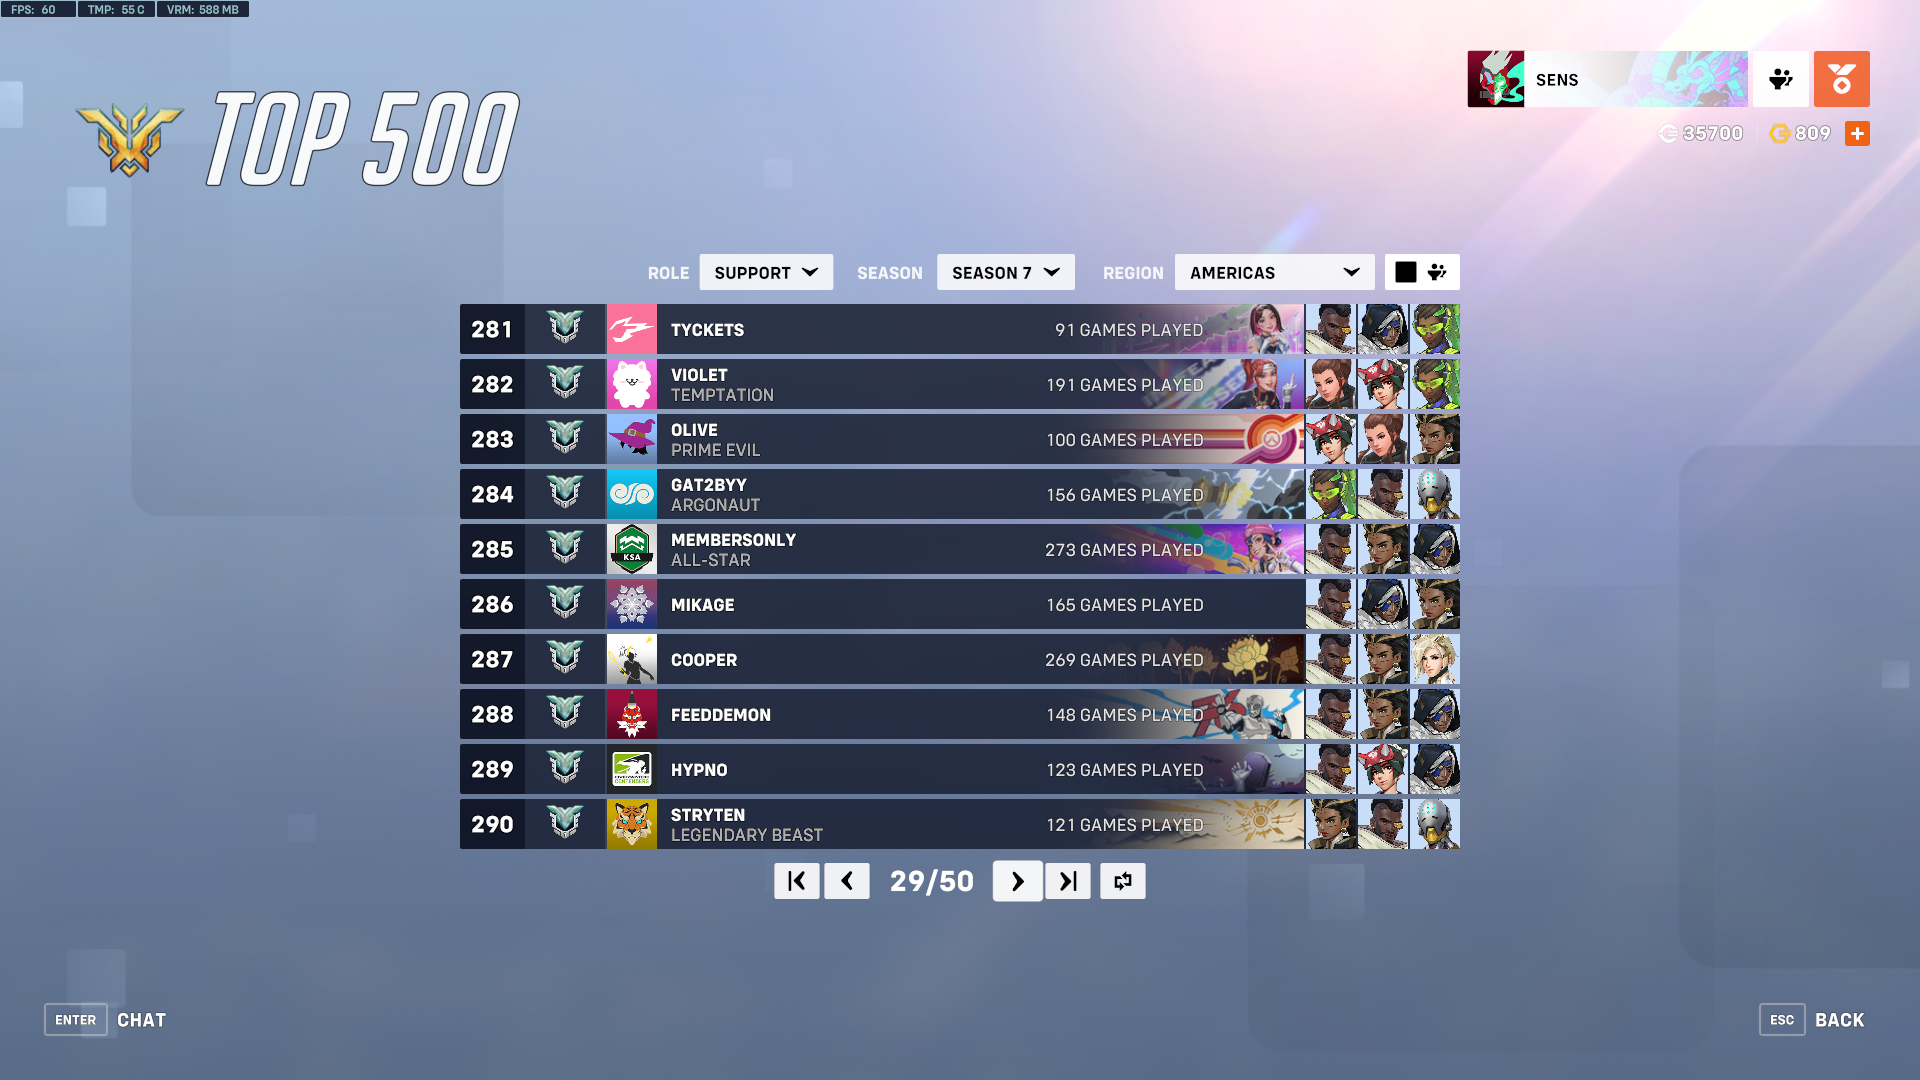 FPS: 60 TMP: 55 C VRM: 588 MB
TOP 500
SENS
35700 809
ROLE SUPPORT SEASON SEASON 7 REGION AMERICAS
281 TYCKETS 91 GAMES PLAYED
282 VIOLET 191 GAMES PLAYED
TEMPTATION
283 OLIVE 100 GAMES PLAYED
PRIME EVIL
284 GAT2BYY 156 GAMES PLAYED
ARGONAUT
285 KSA MEMBERSONLY 273 GAMES PLAYED
ALL-STAR
286 MIKAGE 165 GAMES PLAYED
287 COOPER 269 GAMES PLAYED
288 FEEDDEMON 148 GAMES PLAYED
289 HYPNO 123 GAMES PLAYED
290 STRYTEN 121 GAMES PLAYED
LEGENDARY BEAST
29/50
ENTER CHAT
ESC BACK